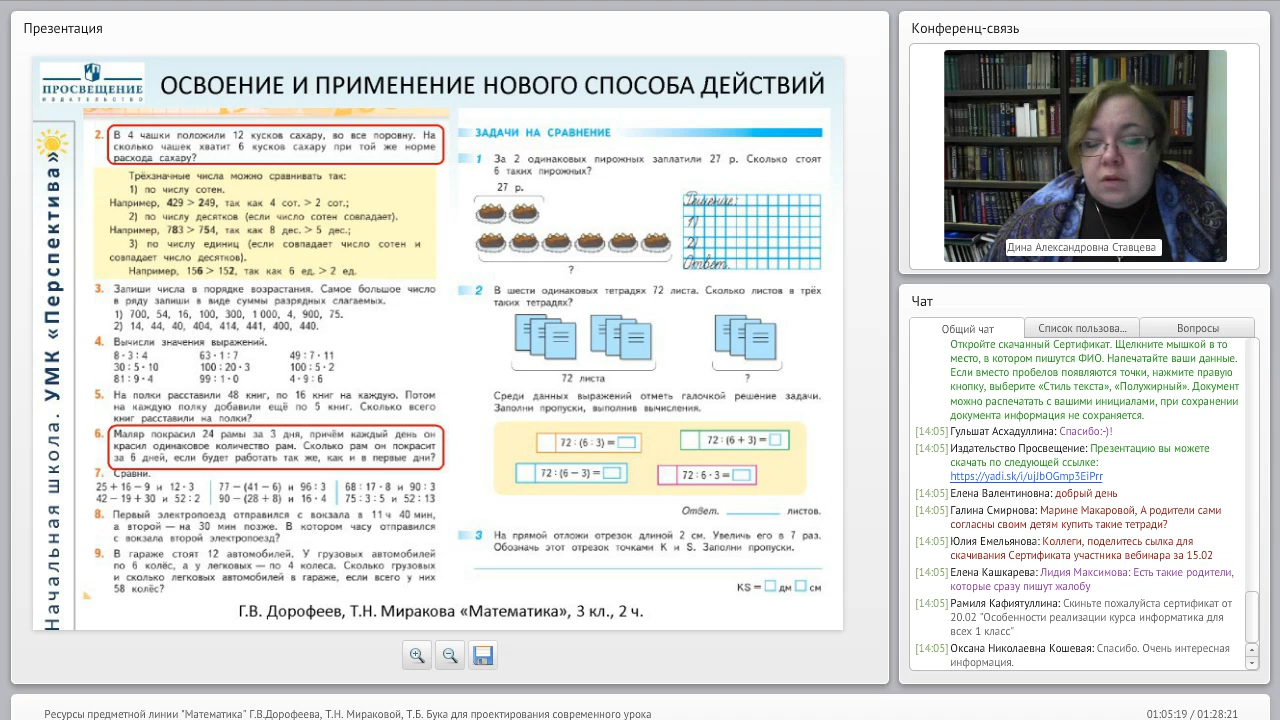 Презентация
ПРОСВЕЩЕНИЕ
ИЗДАТЕЛЬСТВО
ОСВОЕНИЕ И ПРИМЕНЕНИЕ НОВОГО СПОСОБА ДЕЙСТВИЙ
Начальная школа. УМК «Перспектива»
2. В 4 чашки положили 12 кусков сахару, во все поровну. На
сколько чашек хватит 6 кусков сахару при той же норме
расхода сахару?
Трёхзначные числа можно сравнивать так:
1) по числу сотен.
Например, 429 > 249, так как 4 сот. > 2 сот.;
2) по числу десятков (если число сотен совпадает).
Например, 783 > 754, так как 8 дес. > 5 дес.;
3) по числу единиц (если совпадает число сотен и
совпадает число десятков).
Например, 156 > 152, так как 6 ед. > 2 ед.
3. Запиши числа в порядке возрастания. Самое большое число
в ряду запиши в виде суммы разрядных слагаемых.
1) 700, 54, 16, 100, 300, 1 000, 4, 900, 75.
2) 14, 44, 40, 404, 414, 441, 400, 440.
4. Вычисли значения выражений.
8 · 3 : 4 63 · 1 : 7 49 : 7 · 11
30 : 5 · 10 100 : 20 · 3 100 : 5 · 2
81 : 9 · 4 99 : 1 · 0 4 · 9 : 6
5. На полки расставили 48 книг, по 16 книг на каждую. Потом
на каждую полку добавили ещё по 5 книг. Сколько всего
книг расставили на полки?
6. Маляр покрасил 24 рамы за 3 дня, причём каждый день он
красил одинаковое количество рам. Сколько рам он покрасит
за 6 дней, если будет работать так же, как и в первые дни?
7. Сравни.
25 + 16 − 9 и 12 · 3 77 − (41 − 6) и 96 : 3 68 : 17 · 8 и 90 : 3
42 − 19 + 30 и 52 : 2 90 − (28 + 8) и 16 · 4 75 : 3 : 5 и 52 : 13
8. Первый электропоезд отправился с вокзала в 11 ч 40 мин,
а второй — на 30 мин позже. В котором часу отправился
с вокзала второй электропоезд?
9. В гараже стоят 12 автомобилей. У грузовых автомобилей
по 6 колёс, а у легковых — по 4 колеса. Сколько грузовых
и сколько легковых автомобилей в гараже, если всего у них
58 колёс?
ЗАДАЧИ НА СРАВНЕНИЕ
1 За 2 одинаковых пирожных заплатили 27 р. Сколько стоят
6 таких пирожных?
27 р.
?
Решение:
1)
2)
Ответ.
2 В шести одинаковых тетрадях 72 листа. Сколько листов в трёх
таких тетрадях?
72 листа ?
Среди данных выражений отметь галочкой решение задачи.
Заполни пропуски, выполнив вычисления.
72 : (6 : 3) = 72 : (6 + 3) =
72 : (6 − 3) = 72 : 6 · 3 =
Ответ. листов.
3 На прямой отложи отрезок длиной 2 см. Увеличь его в 7 раз.
Обозначь этот отрезок точками K и S. Заполни пропуски.
KS = дм см
Г.В. Дорофеев, Т.Н. Миракова «Математика», 3 кл., 2 ч.
Конференц-связь
Дина Александровна Ставцева
Чат
Общий чат Список пользова... Вопросы
Откройте скачанный Сертификат. Щелкните мышкой в то
место, в котором пишутся ФИО. Напечатайте ваши данные.
Если вместо пробелов появляются точки, нажмите правую
кнопку, выберите «Стиль текста», «Полужирный». Документ
можно распечатать с вашими инициалами, при сохранении
документа информация не сохраняется.
[14:05] Гульшат Асхадуллина: Спасибо:-)!
[14:05] Издательство Просвещение: Презентацию вы можете
скачать по следующей ссылке:
https://yadi.sk/i/ujJbOGmp3EiPrr
[14:05] Елена Валентиновна: добрый день
[14:05] Галина Смирнова: Марине Макаровой, А родители сами
согласны своим детям купить такие тетради?
[14:05] Юлия Емельянова: Коллеги, поделитесь сылка для
скачивания Сертификата участника вебинара за 15.02
[14:05] Елена Кашкарева: Лидия Максимова: Есть такие родители,
которые сразу пишут жалобу
[14:05] Рамиля Кафиятуллина: Скиньте пожалуйста сертификат от
20.02 "Особенности реализации курса информатика для
всех 1 класс"
[14:05] Оксана Николаевна Кошевая: Спасибо. Очень интересная
информация.
Ресурсы предметной линии "Математика" Г.В.Дорофеева, Т.Н. Мираковой, Т.Б. Бука для проектирования современного урока
01:05:19 / 01:28:21